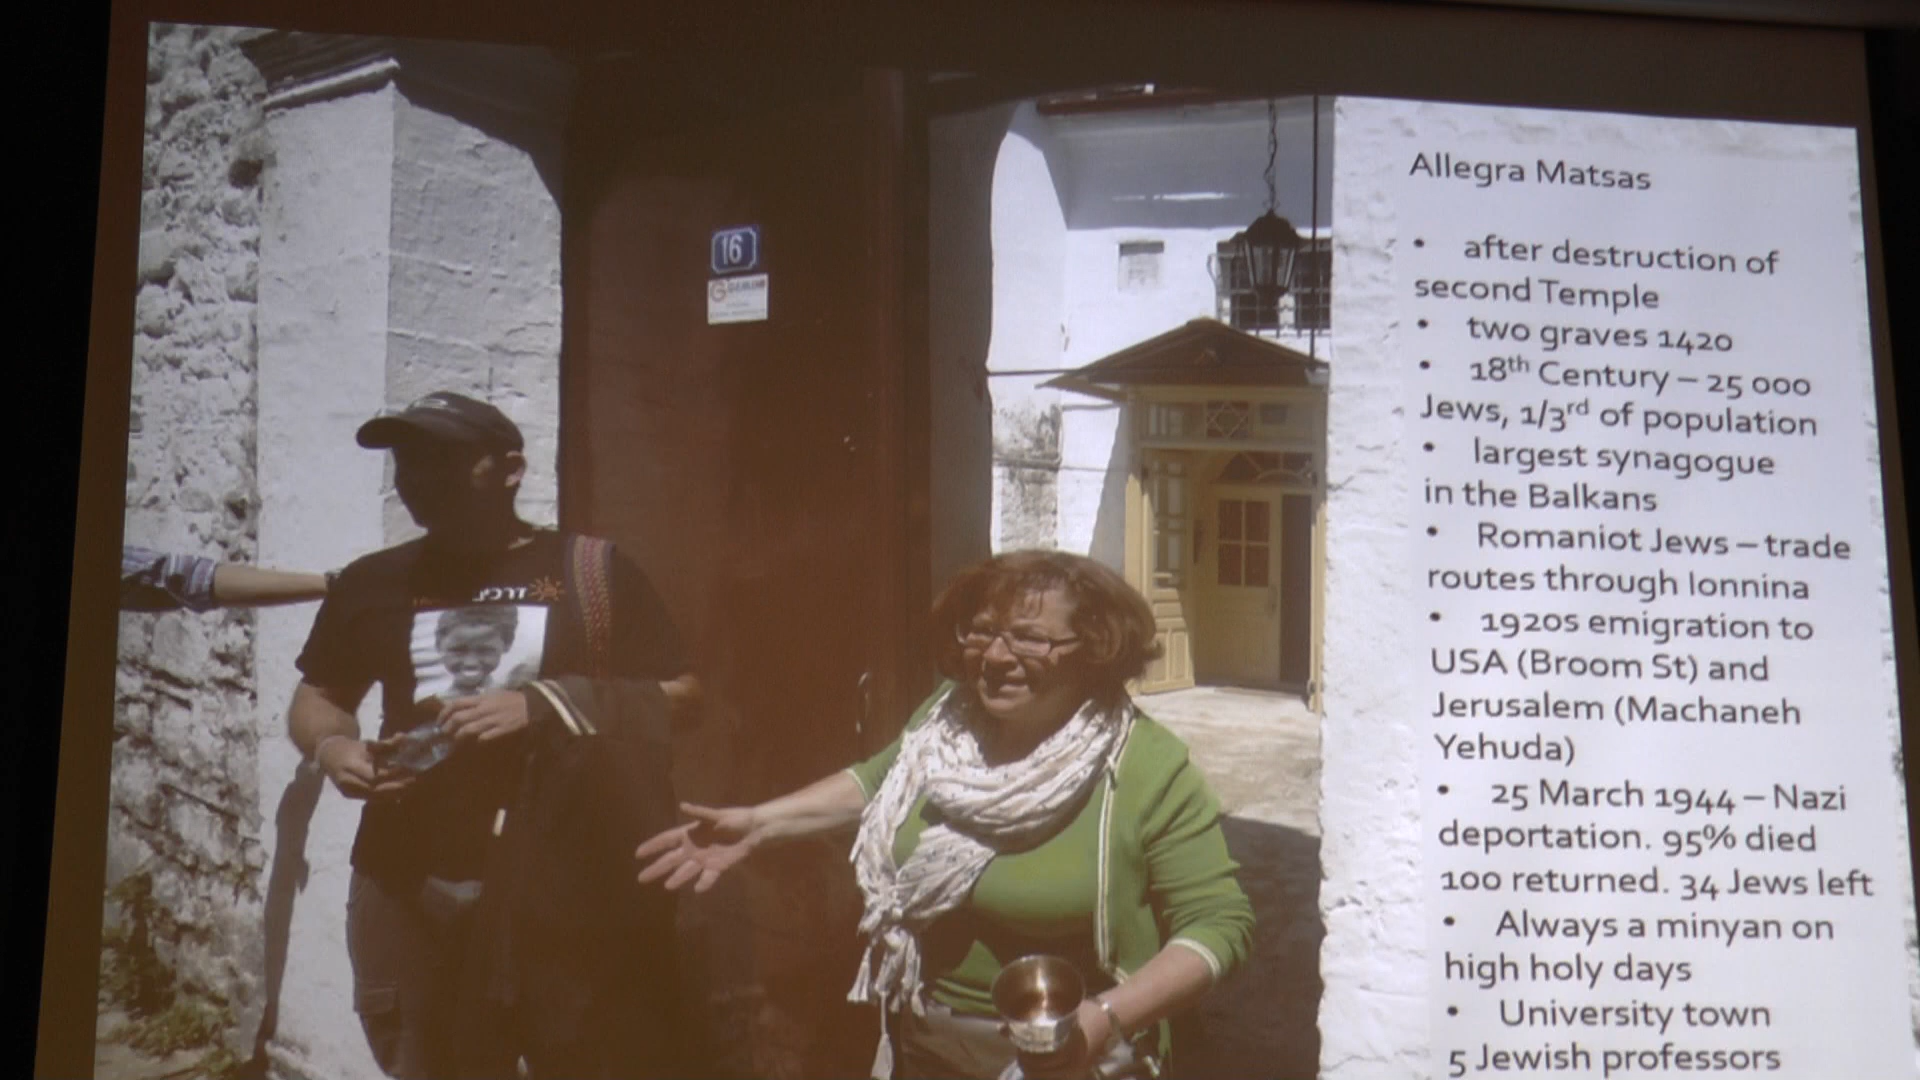 16
דרכי
Allegra Matsas
• after destruction of
second Temple
• two graves 1420
• 18th Century – 25 000
Jews, 1/3rd of population
• largest synagogue
in the Balkans
• Romaniot Jews – trade
routes through Ionnina
• 1920s emigration to
USA (Broom St) and
Jerusalem (Machaneh
Yehuda)
• 25 March 1944 – Nazi
deportation. 95% died
100 returned. 34 Jews left
• Always a minyan on
high holy days
• University town
5 Jewish professors